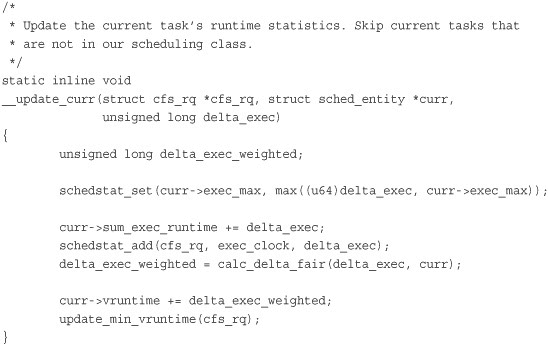 /*
 * Update the current task's runtime statistics. Skip current tasks that
 * are not in our scheduling class.
 */
static inline void
__update_curr(struct cfs_rq *cfs_rq, struct sched_entity *curr,
              unsigned long delta_exec)
{
        unsigned long delta_exec_weighted;

        schedstat_set(curr->exec_max, max((u64)delta_exec, curr->exec_max));

        curr->sum_exec_runtime += delta_exec;
        schedstat_add(cfs_rq, exec_clock, delta_exec);
        delta_exec_weighted = calc_delta_fair(delta_exec, curr);

        curr->vruntime += delta_exec_weighted;
        update_min_vruntime(cfs_rq);
}